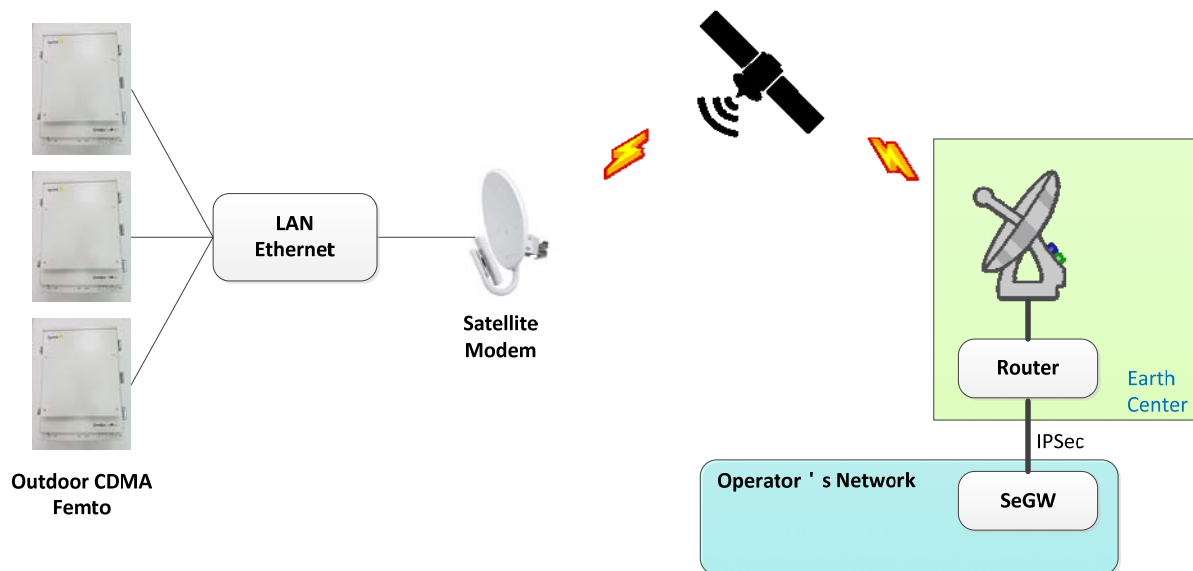 LAN
Ethernet
Satellite
Modem
Outdoor CDMA
Femto
Router
Earth
Center
IPSec
Operator ' s Network
SeGW